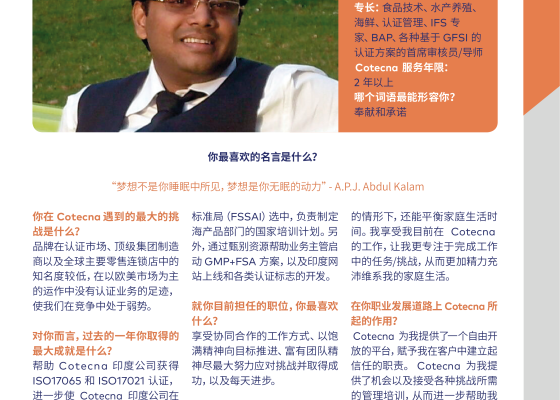 专长：食品技术、水产养殖、
海鲜、认证管理、IFS 专
家、BAP、各种基于 GFSI 的
认证方案的首席审核员/导师
Cotecna 服务年限：
2 年以上
哪个词语最能形容你？
奉献和承诺
你最喜欢的名言是什么？
“梦想不是你睡眠中所见，梦想是你无眠的动力” - A.P.J. Abdul Kalam
你在 Cotecna 遇到的最大的挑
战是什么？
品牌在认证市场、顶级集团制造
商以及全球主要零售连锁店中的
知名度较低，在以欧美市场为主
的运作中没有认证业务的足迹，
使我们在竞争中处于弱势。
对你而言，过去的一年你取得的
最大成就是什么？
帮助 Cotecna 印度公司获得
ISO17065 和 ISO17021 认证，
进一步使 Cotecna 印度公司在
标准局（FSSAI）选中，负责制定
海产品部门的国家培训计划。另
外，通过甄别资源帮助业务主管启
动 GMP+FSA 方案，以及印度网
站上线和各类认证标志的开发。
就你目前担任的职位，你最喜欢
什么？
享受协同合作的工作方式、以饱
满精神向目标推进、富有团队精
神尽最大努力应对挑战并取得成
功，以及每天进步。
的情形下，还能平衡家庭生活时
间。我享受我目前在 Cotecna
的工作，让我更专注于完成工作
中的任务/挑战，从而更加精力充
沛维系我的家庭生活。
在你职业发展道路上 Cotecna 所
起的作用？
Cotecna 为我提供了一个自由开
放的平台，赋予我在客户中建立起
信任的职责。 Cotecna 为我提
供了机会以及接受各种挑战所需
的管理培训，从而进一步帮助我